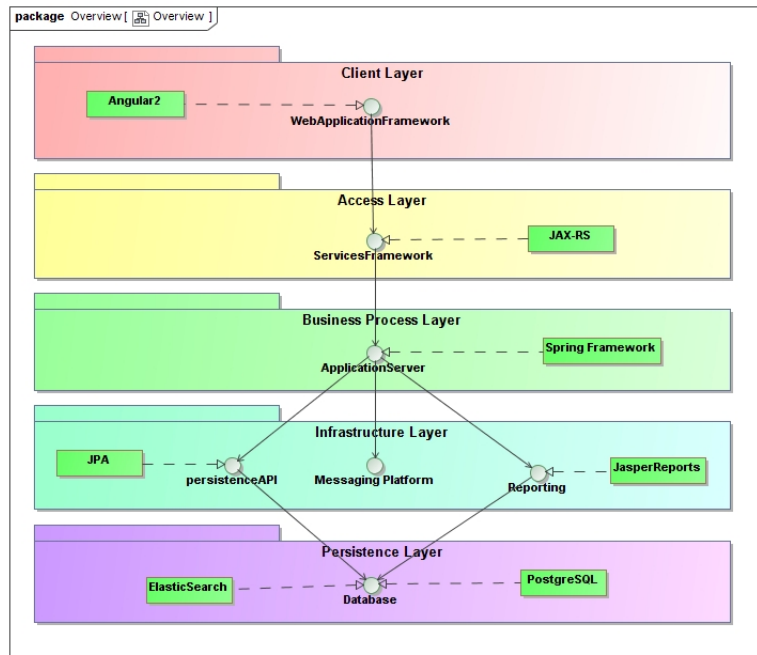 package Overview [ Overview ]
Client Layer
Angular2
WebApplicationFramework
Access Layer
JAX-RS
ServicesFramework
Business Process Layer
Spring Framework
ApplicationServer
Infrastructure Layer
JPA
JasperReports
persistenceAPI
Messaging Platform
Reporting
Persistence Layer
ElasticSearch
PostgreSQL
Database